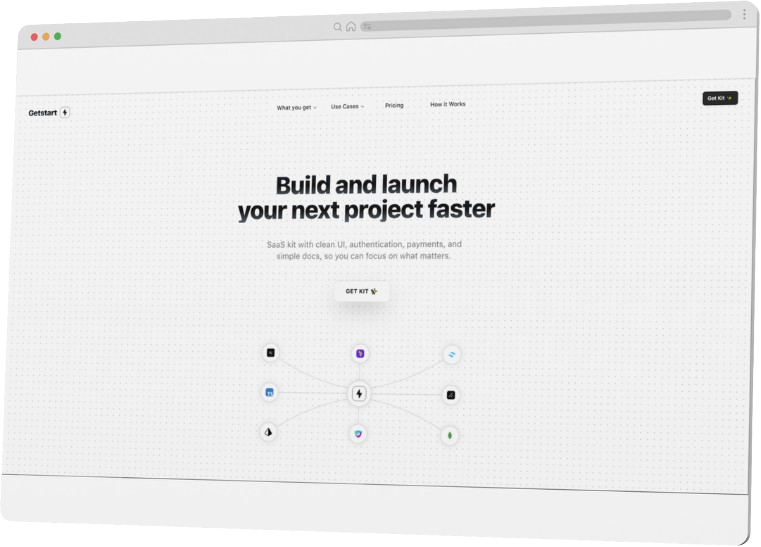 Getstart
What you get
Use Cases
Pricing
How it Works
Get Kit
Build and launch
your next project faster
SaaS kit with clean UI, authentication, payments, and
simple docs, so you can focus on what matters.
GET KIT
TS